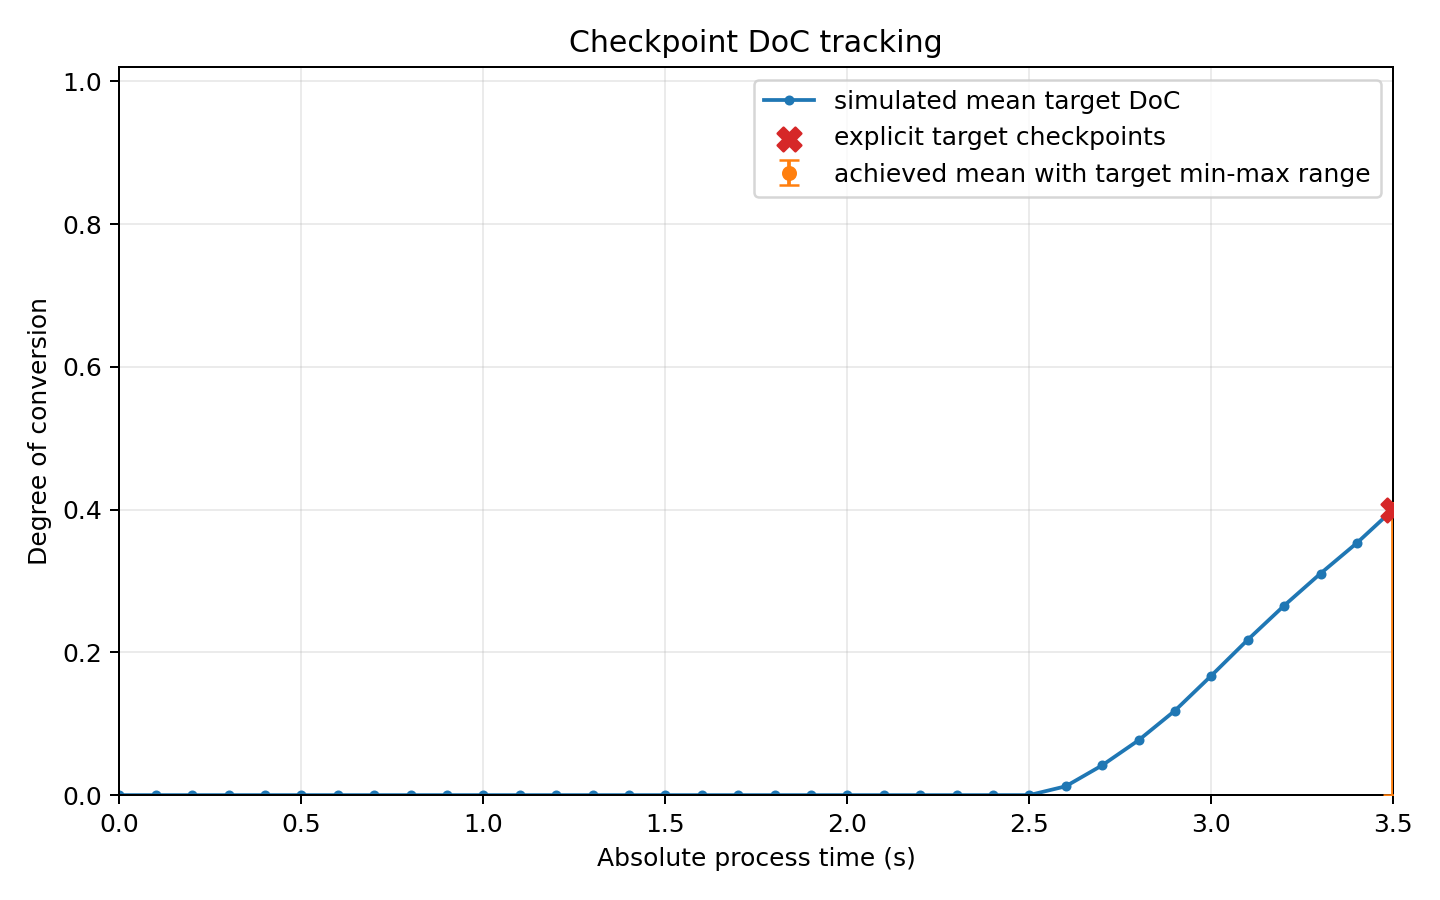 Checkpoint DoC tracking
simulated mean target DoC
explicit target checkpoints
achieved mean with target min-max range
Degree of conversion
1.0
0.8
0.6
0.4
0.2
0.0
0.0 0.5 1.0 1.5 2.0 2.5 3.0 3.5
Absolute process time (s)